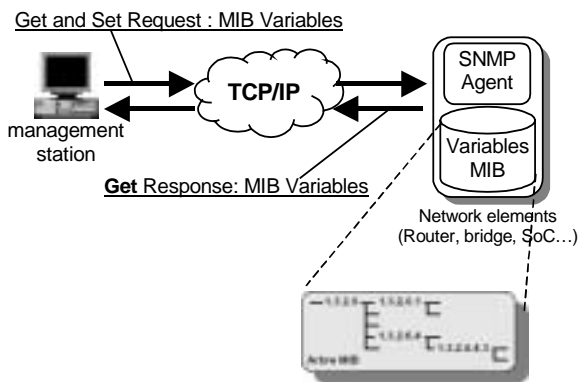 Get and Set Request : MIB Variables
TCP/IP
management
station
Get Response: MIB Variables
SNMP
Agent
Variables
MIB
Network elements
(Router, bridge, SoC…)
MIB